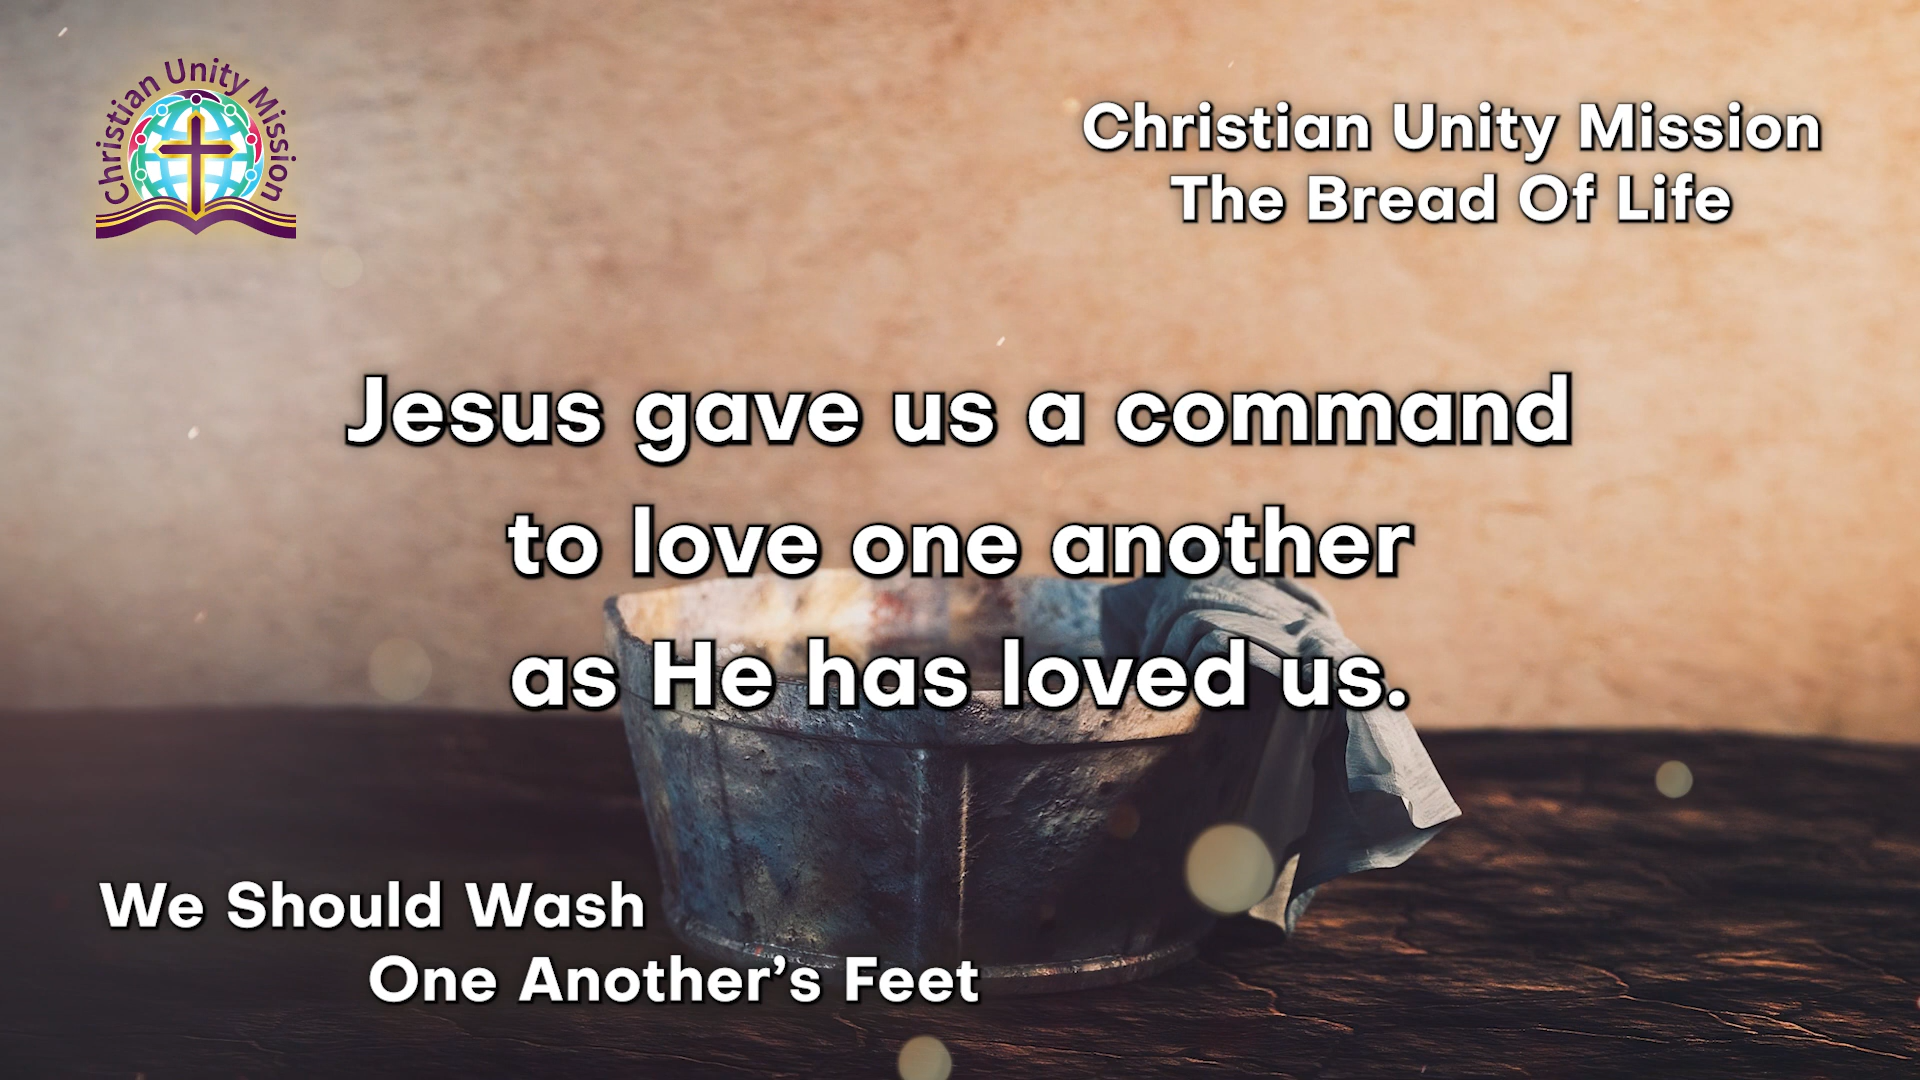 Christian Unity Mission
Christian Unity Mission
The Bread Of Life
Jesus gave us a command
to love one another
as He has loved us.
We Should Wash
One Another’s Feet